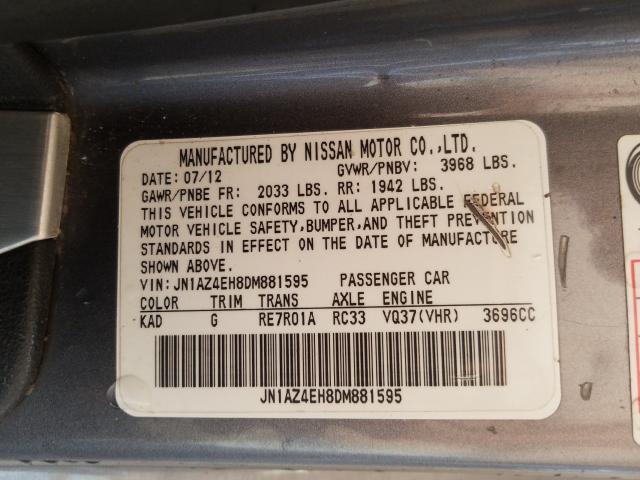 MANUFACTURED BY NISSAN MOTOR CO.,LTD.
DATE: 07/12 GVWR/PNBV: 3968 LBS.
GAWR/PNBE FR: 2033 LBS. RR: 1942 LBS.
THIS VEHICLE CONFORMS TO ALL APPLICABLE FEDERAL
MOTOR VEHICLE SAFETY,BUMPER,AND THEFT PREVENTION
STANDARDS IN EFFECT ON THE DATE OF MANUFACTURE
SHOWN ABOVE.
VIN:JN1AZ4EH8DM881595 PASSENGER CAR
COLOR TRIM TRANS AXLE ENGINE
KAD G RE7R01A RC33 VQ37(VHR) 3696CC
JN1AZ4EH8DM881595